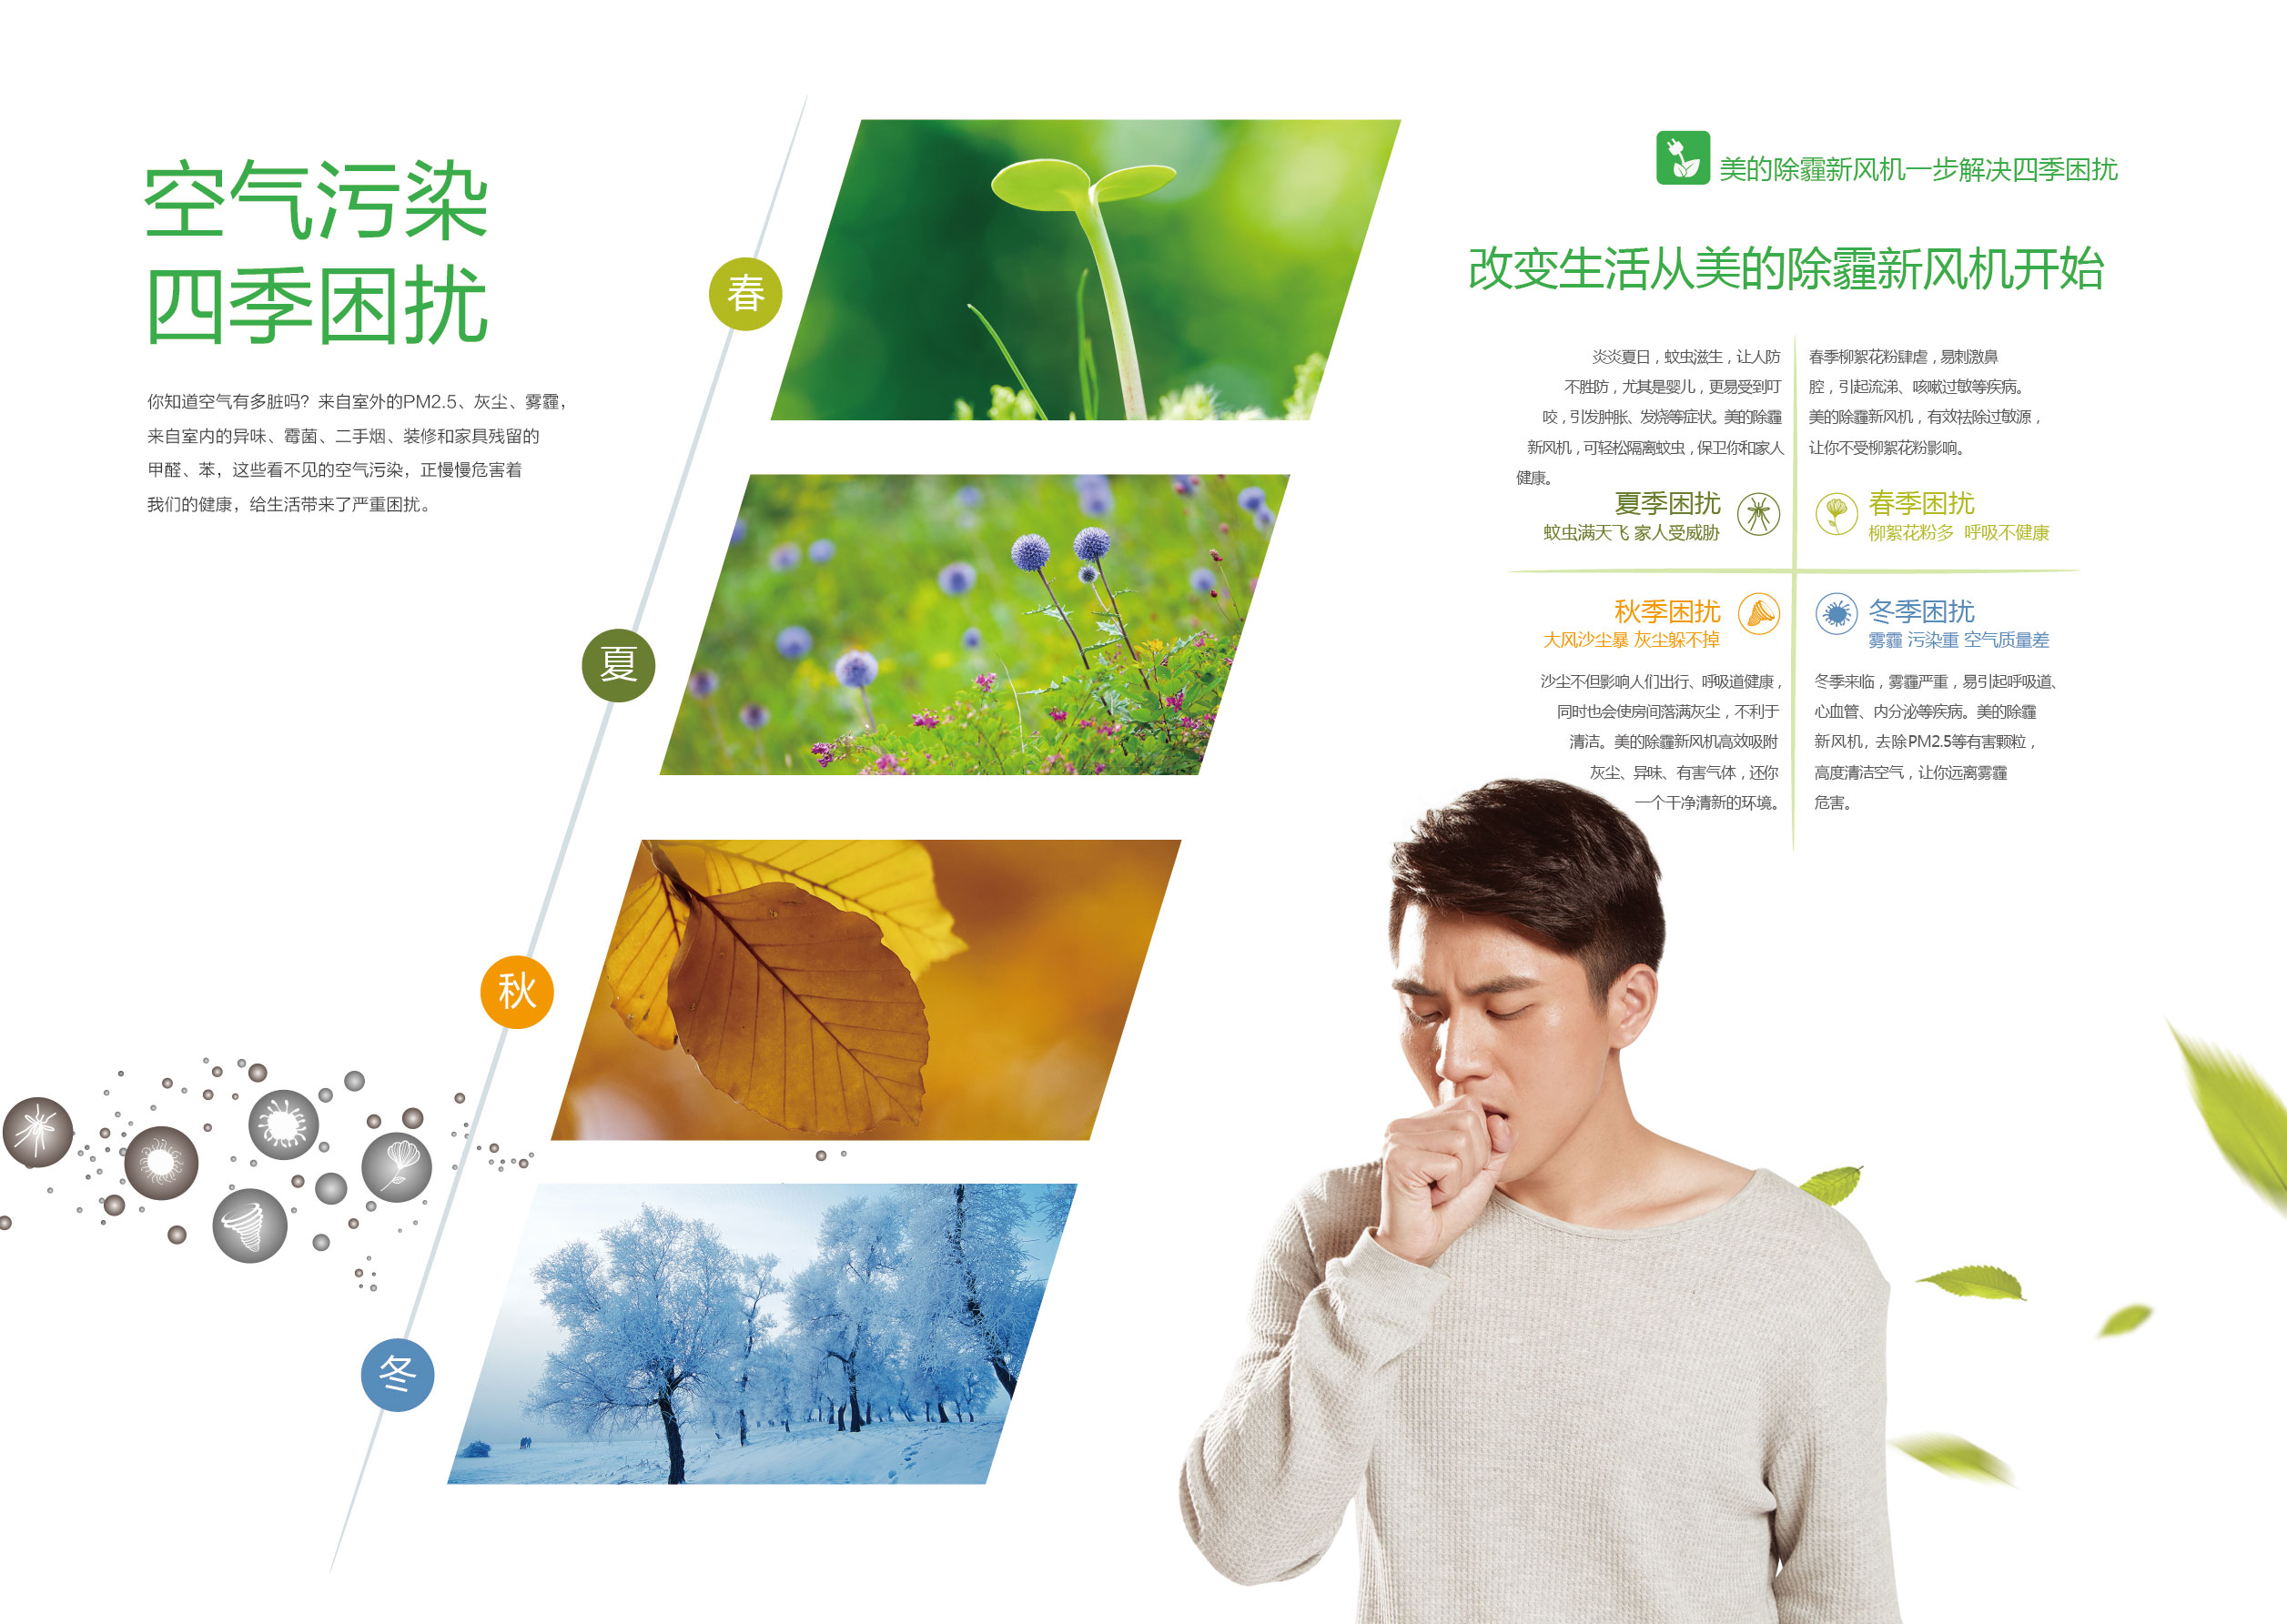 空气污染
四季困扰
你知道空气有多脏吗？来自室外的PM2.5、灰尘、雾霾，
来自室内的异味、霉菌、二手烟、装修和家具残留的
甲醛、苯，这些看不见的空气污染，正慢慢危害着
我们的健康，给生活带来了严重困扰。
春
夏
秋
冬
美的除霾新风机一步解决四季困扰
改变生活从美的除霾新风机开始
炎炎夏日，蚊虫滋生，让人防
不胜防，尤其是婴儿，更易受到叮
咬，引发肿胀、发烧等症状。美的除霾
新风机，可轻松隔离蚊虫，保卫你和家人
健康。
夏季困扰
蚊虫满天飞 家人受威胁
春季柳絮花粉肆虐，易刺激鼻
腔，引起流涕、咳嗽过敏等疾病。
美的除霾新风机，有效祛除过敏源，
让你不受柳絮花粉影响。
春季困扰
柳絮花粉多 呼吸不健康
秋季困扰
大风沙尘暴 灰尘躲不掉
沙尘不但影响人们出行、呼吸道健康，
同时也会使房间落满灰尘，不利于
清洁。美的除霾新风机高效吸附
灰尘、异味、有害气体，还你
一个干净清新的环境。
冬季困扰
雾霾 污染重 空气质量差
冬季来临，雾霾严重，易引起呼吸道、
心血管、内分泌等疾病。美的除霾
新风机，去除PM2.5等有害颗粒，
高度清洁空气，让你远离雾霾
危害。